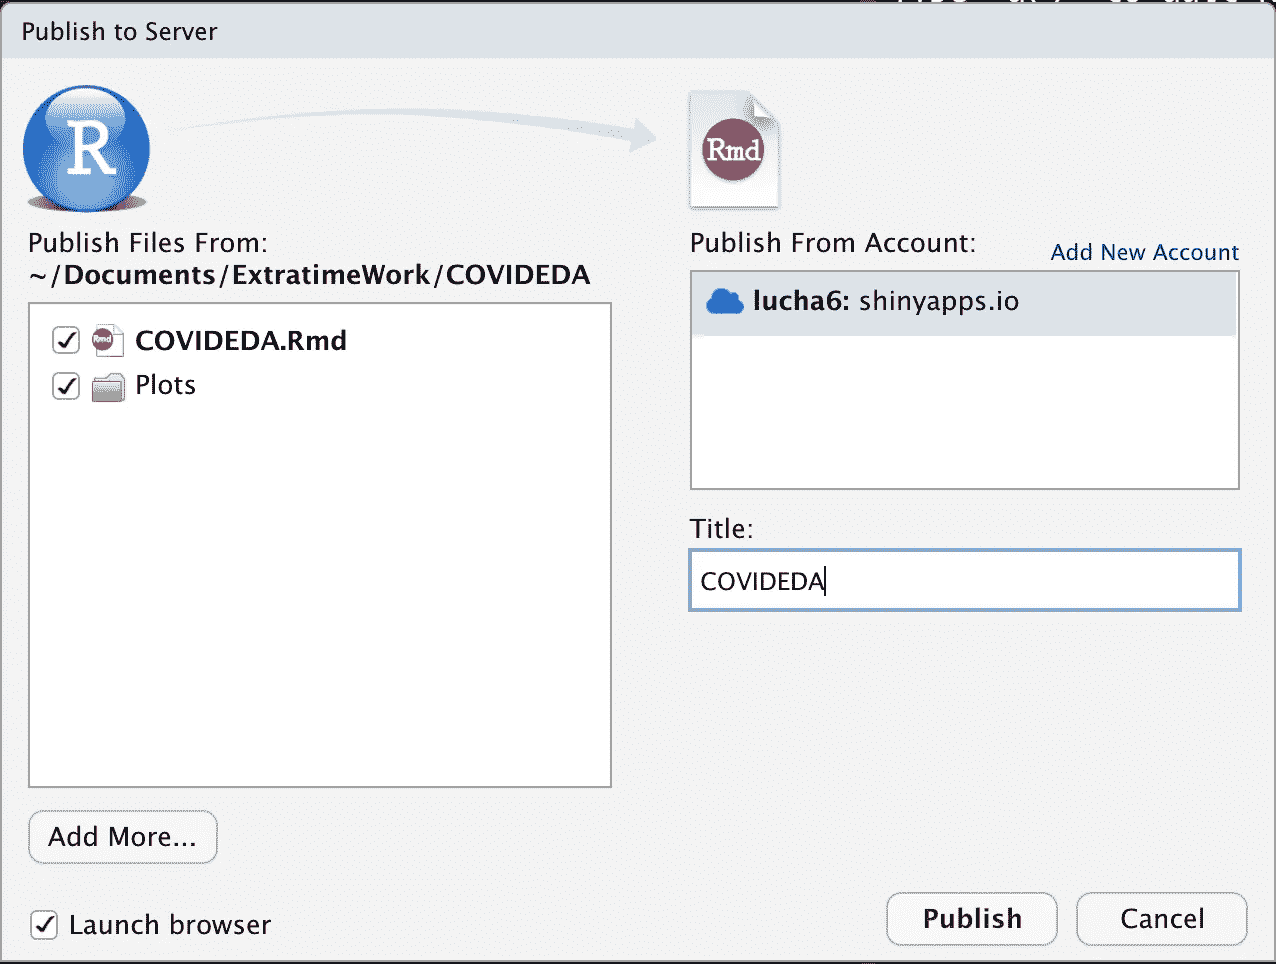 Publish to Server
R
Rmd
Publish Files From:
~/Documents/ExtratimeWork/COVIDEDA
Rmd COVIDEDA.Rmd
Plots
Add More...
Launch browser
Publish From Account:
Add New Account
lucha6: shinyapps.io
Title:
COVIDEDA
Publish
Cancel